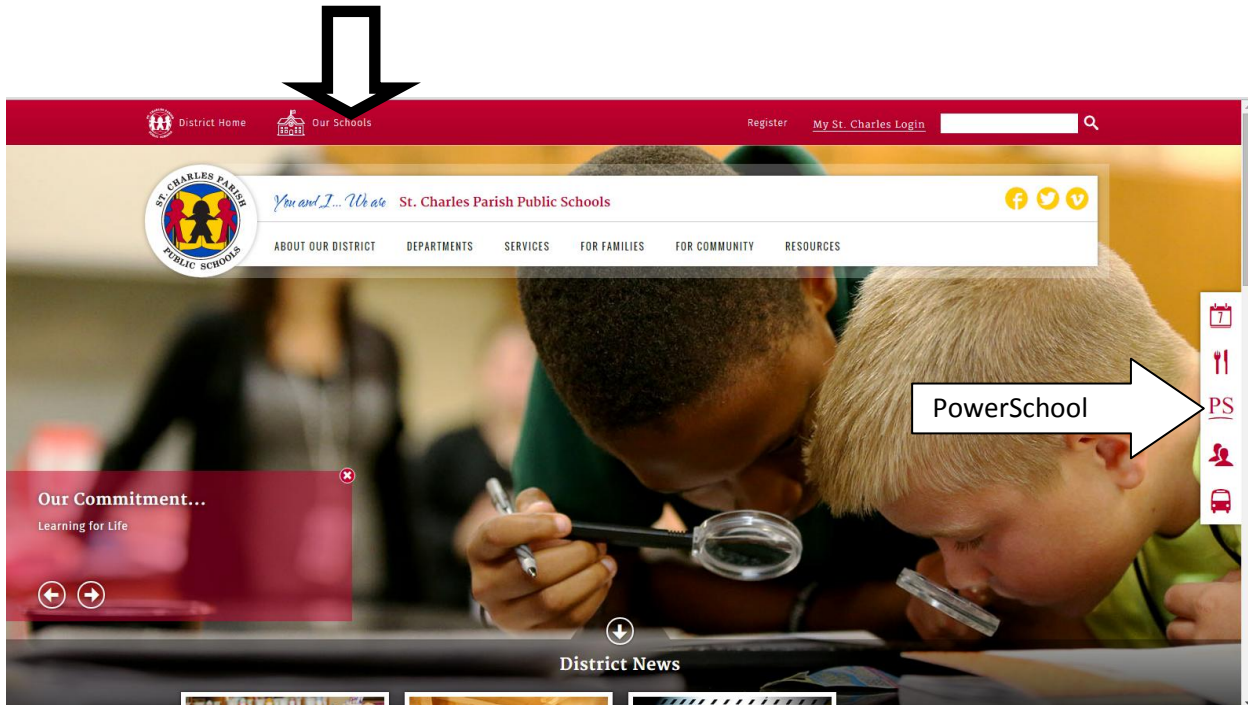 District Home
Our Schools
Register
My St. Charles Login
ST. CHARLES PARISH
PUBLIC SCHOOLS
You and I... We are St. Charles Parish Public Schools
ABOUT OUR DISTRICT DEPARTMENTS SERVICES FOR FAMILIES FOR COMMUNITY RESOURCES
7
PowerSchool
PS
Our Commitment...
Learning for Life
District News